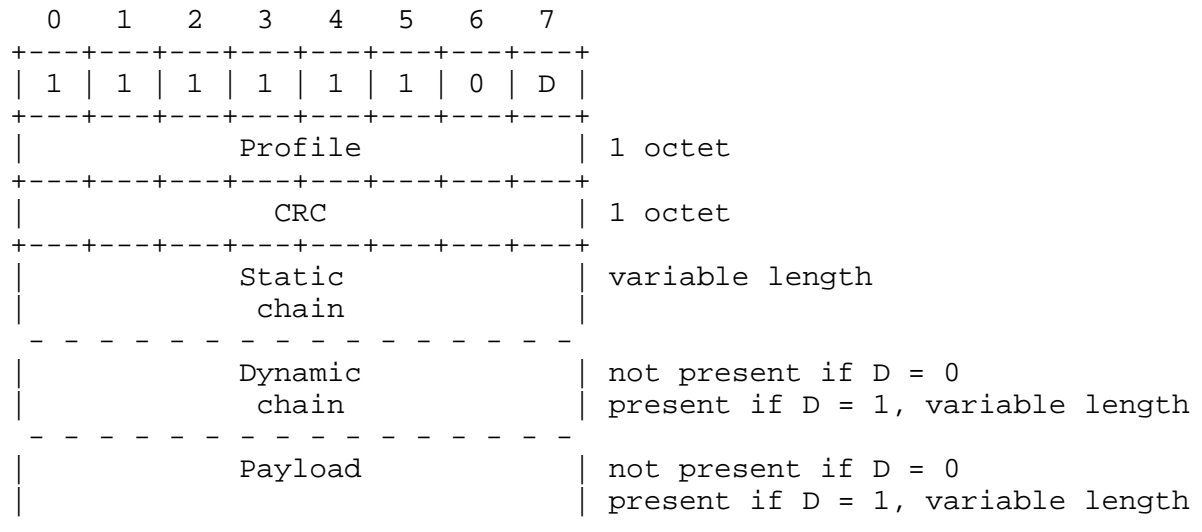 0   1   2   3   4   5   6   7
+---+---+---+---+---+---+---+---+
| 1 | 1 | 1 | 1 | 1 | 1 | 0 | D |
+---+---+---+---+---+---+---+---+
|            Profile            | 1 octet
+---+---+---+---+---+---+---+---+
|              CRC              | 1 octet
+---+---+---+---+---+---+---+---+
|            Static             | variable length
|             chain             |
 - - - - - - - - - - - - - - - -
|            Dynamic            | not present if D = 0
|             chain             | present if D = 1, variable length
 - - - - - - - - - - - - - - - -
|            Payload            | not present if D = 0
|                               | present if D = 1, variable length